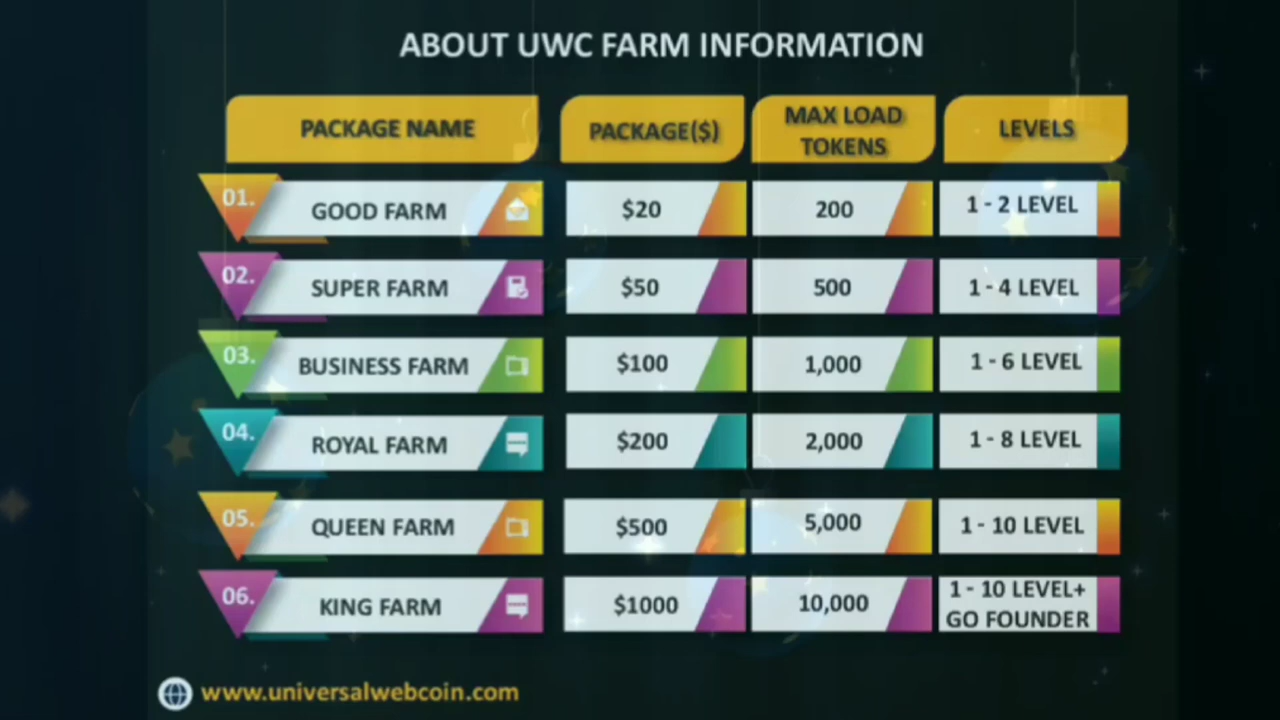 ABOUT UWC FARM INFORMATION
PACKAGE NAME PACKAGE($) MAX LOAD TOKENS LEVELS
01. GOOD FARM $20 200 1 - 2 LEVEL
02. SUPER FARM $50 500 1 - 4 LEVEL
03. BUSINESS FARM $100 1,000 1 - 6 LEVEL
04. ROYAL FARM $200 2,000 1 - 8 LEVEL
05. QUEEN FARM $500 5,000 1 - 10 LEVEL
06. KING FARM $1000 10,000 1 - 10 LEVEL+ GO FOUNDER
www.universalwebcoin.com